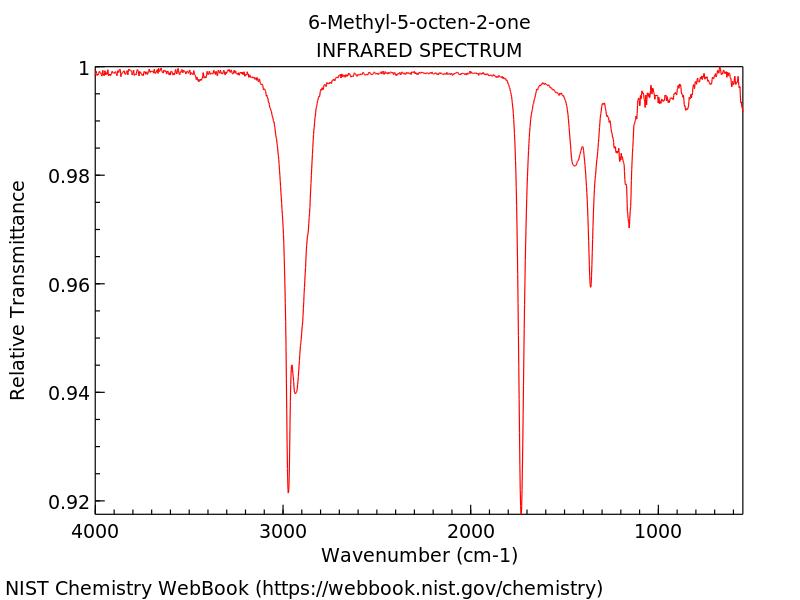 6-Methyl-5-octen-2-one
INFRARED SPECTRUM
1
0.98
0.96
0.94
0.92
Relative Transmittance
4000 3000 2000 1000
Wavenumber (cm-1)
NIST Chemistry WebBook (https://webbook.nist.gov/chemistry)